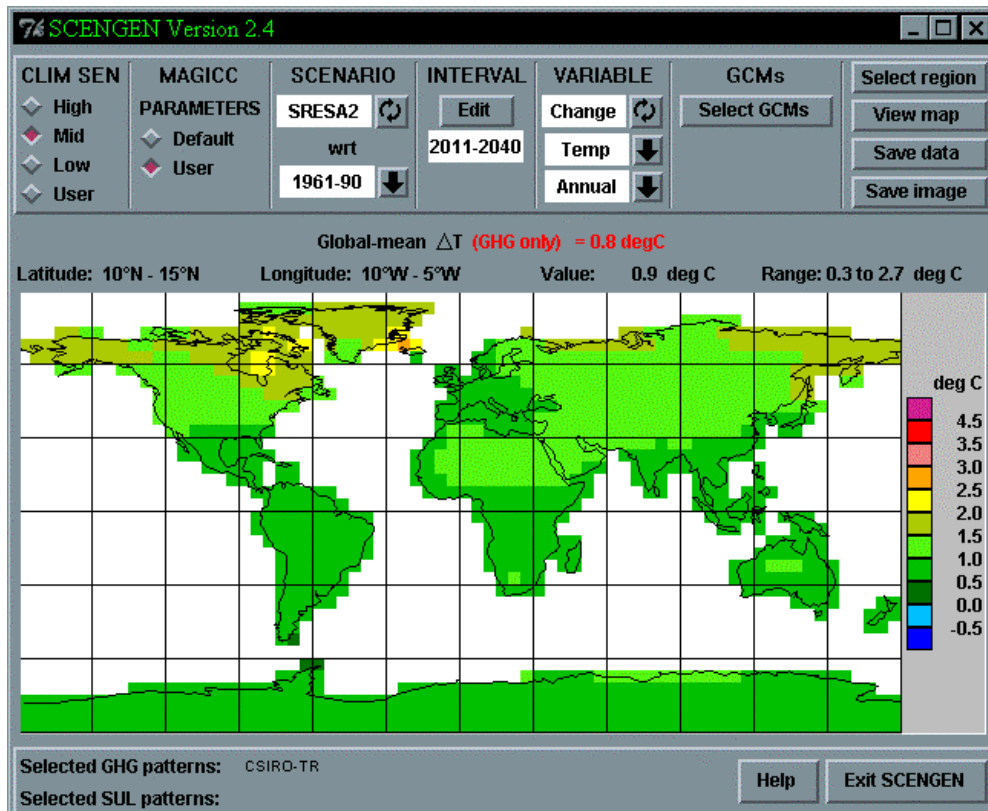 SCENGEN Version 2.4
CLIM SEN
High
Mid
Low
User
MAGICC
PARAMETERS
Default
User
SCENARIO
SRESA2
wrt
1961-90
INTERVAL
Edit
2011-2040
VARIABLE
Change
Temp
Annual
GCMs
Select GCMs
Select region
View map
Save data
Save image
Global-mean △T (GHG only) = 0.8 degC
Latitude: 10°N - 15°N Longitude: 10°W - 5°W Value: 0.9 deg C Range: 0.3 to 2.7 deg C
deg C
4.5
3.5
3.0
2.5
2.0
1.5
1.0
0.5
0.0
-0.5
Selected GHG patterns: CSIRO-TR
Selected SUL patterns:
Help
Exit SCENGEN